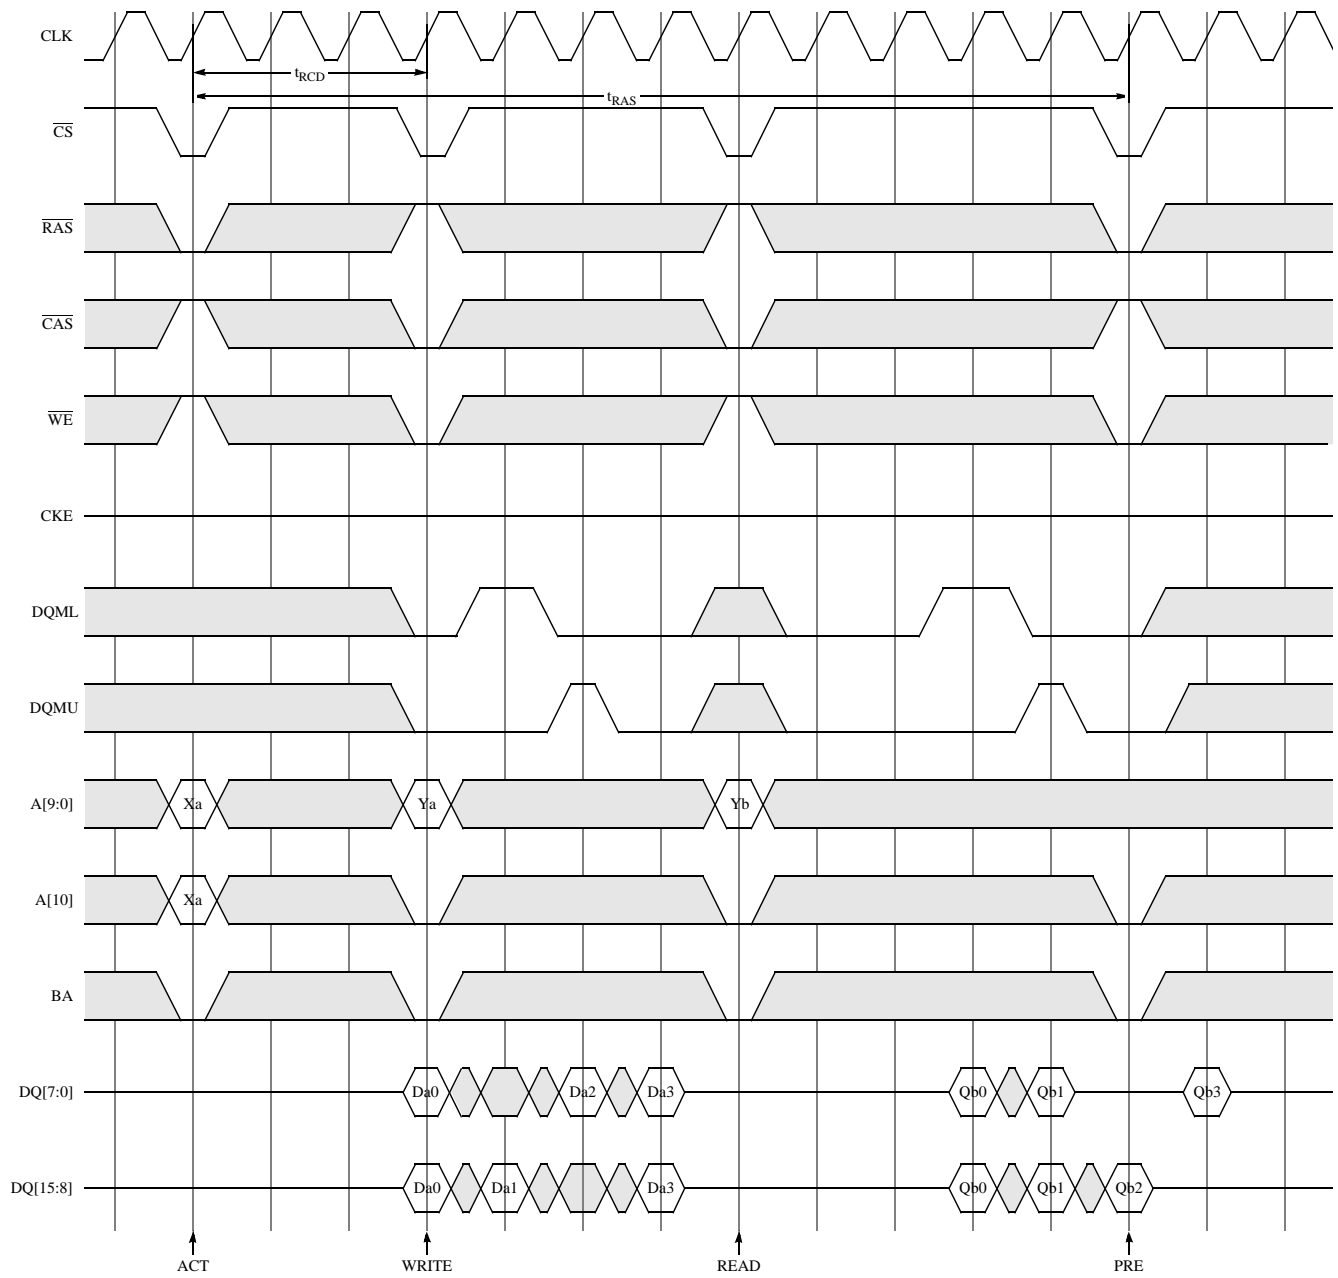 CLK
tRCD
tRAS
CS
RAS
CAS
WE
CKE
DQML
DQMU
A[9:0] Xa Ya Yb
A[10] Xa
BA
DQ[7:0] Da0 Da2 Da3 Qb0 Qb1 Qb3
DQ[15:8] Da0 Da1 Da3 Qb0 Qb1 Qb2
ACT WRITE READ PRE